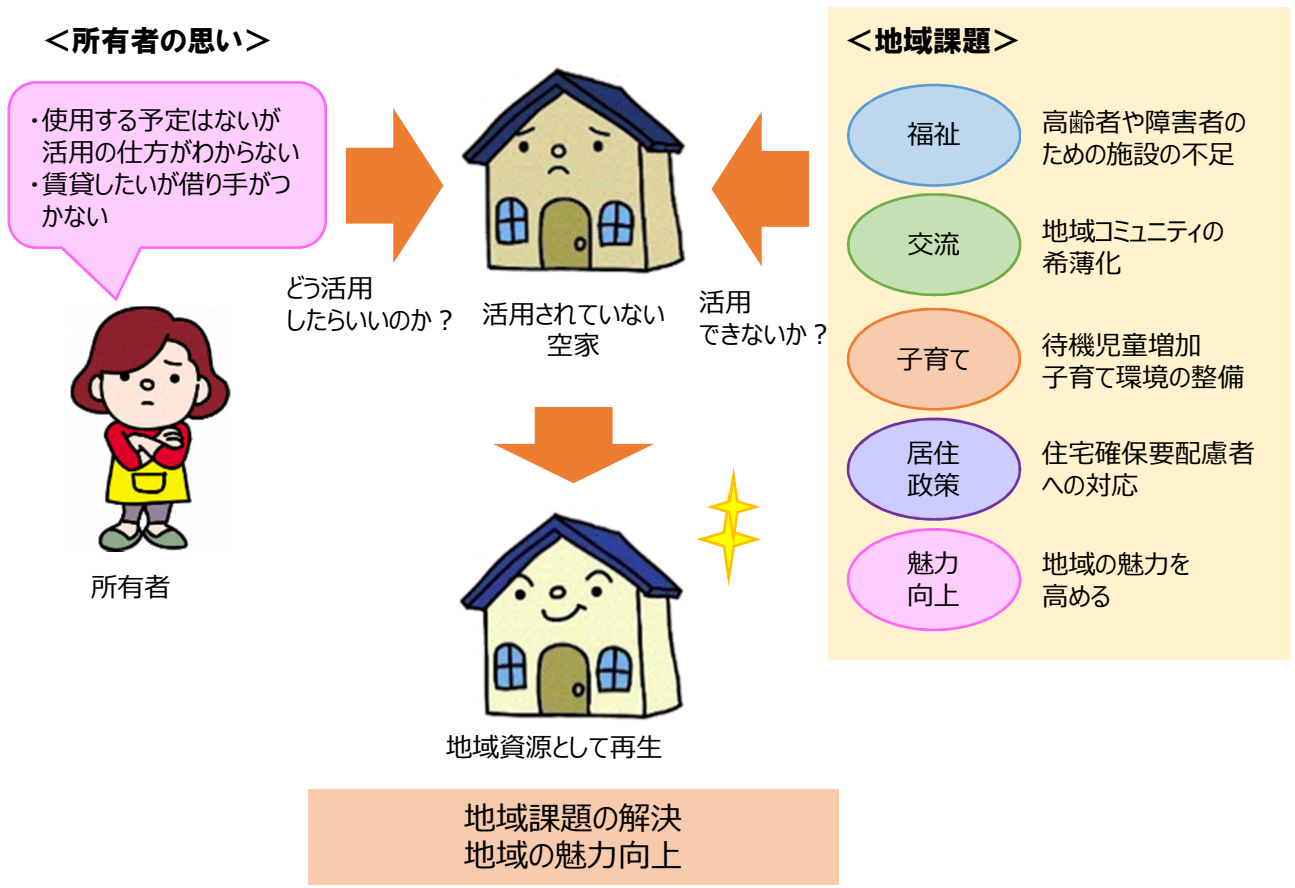 ＜所有者の思い＞
・使用する予定はないが
活用の仕方がわからない
・賃貸したいが借り手がつ
かない
どう活用
したらいいのか？
所有者
活用されていない
空家
活用
できないか？
＜地域課題＞
福祉
高齢者や障害者の
ための施設の不足
交流
地域コミュニティの
希薄化
子育て
待機児童増加
子育て環境の整備
居住
政策
住宅確保要配慮者
への対応
魅力
向上
地域の魅力を
高める
地域資源として再生
地域課題の解決
地域の魅力向上